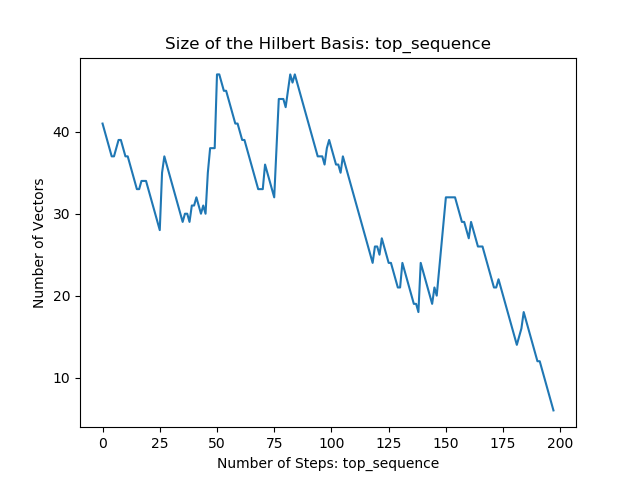 Size of the Hilbert Basis: top_sequence
Number of Vectors
40
30
20
10
0 25 50 75 100 125 150 175 200
Number of Steps: top_sequence